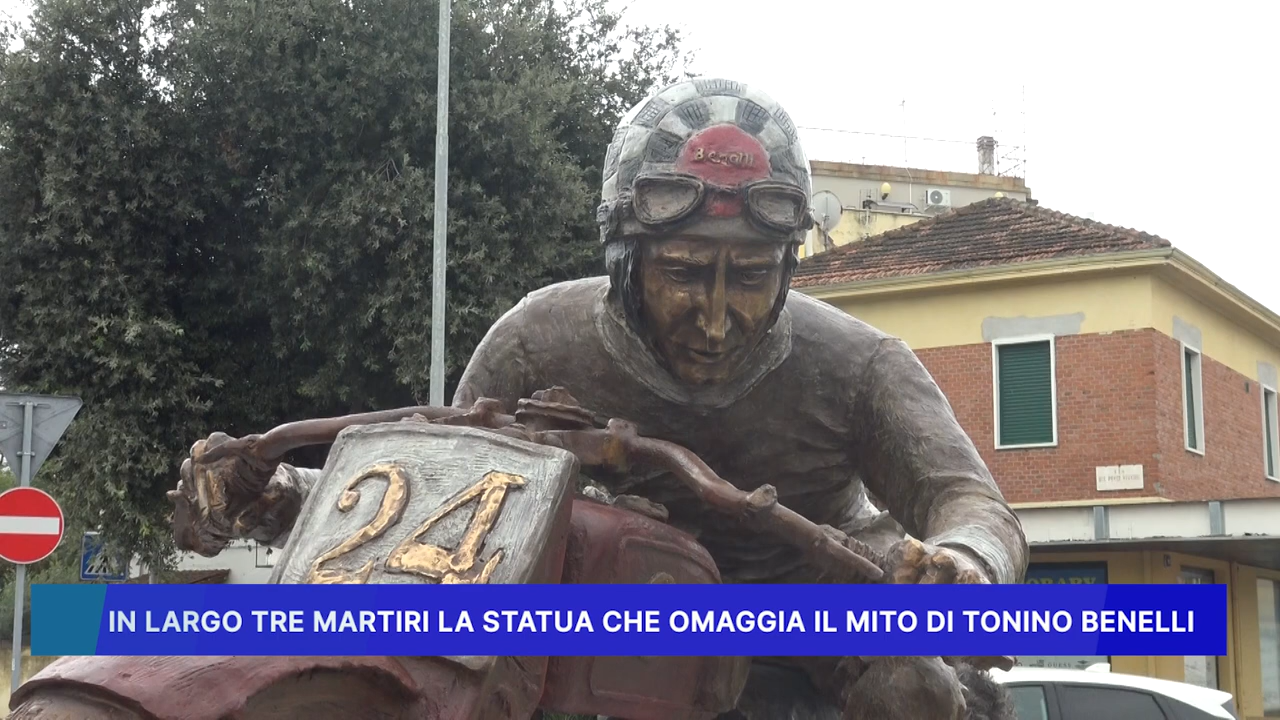 Benelli
24
IN LARGO TRE MARTIRI LA STATUA CHE OMAGGIA IL MITO DI TONINO BENELLI